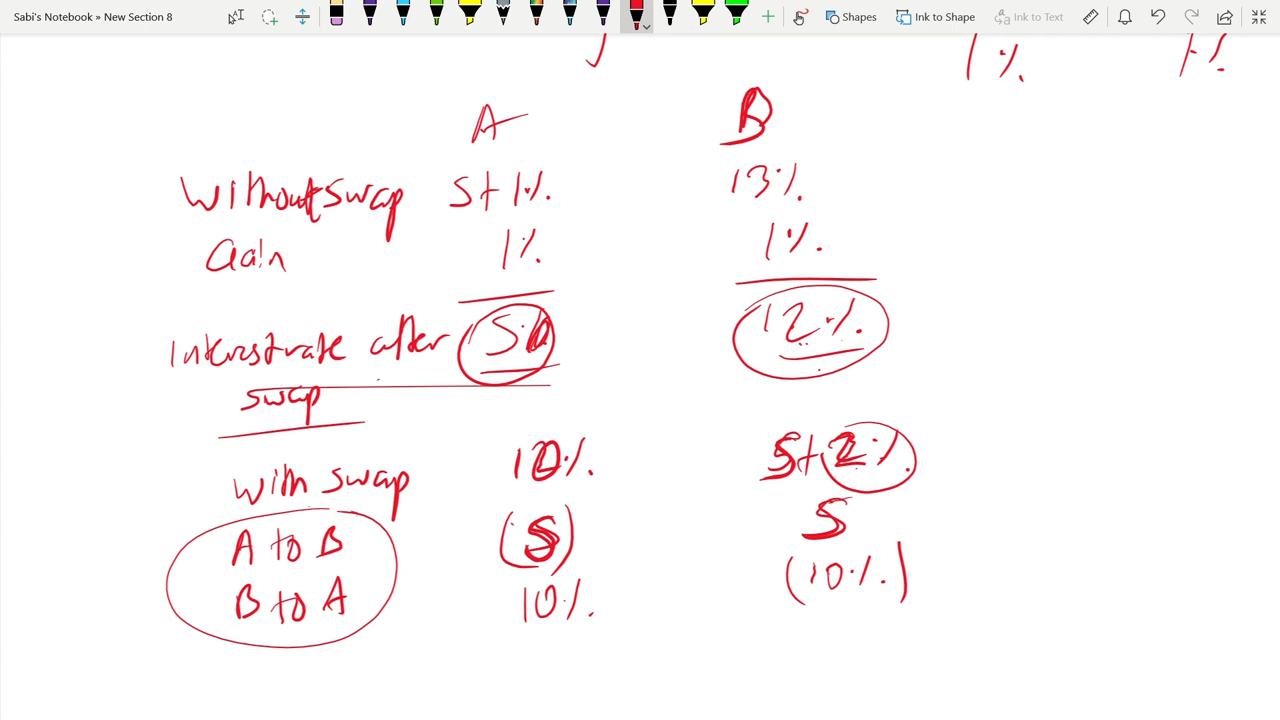 Sabi's Notebook » New Section 8
Shapes
Ink to Shape
Ink to Text
1%
1%
A B
Without swap S+1% 13%
Gain 1% 1%
Interest rate after S 12%
swap
with swap 10% S+2%
A to B (S) S
B to A 10% (10%)